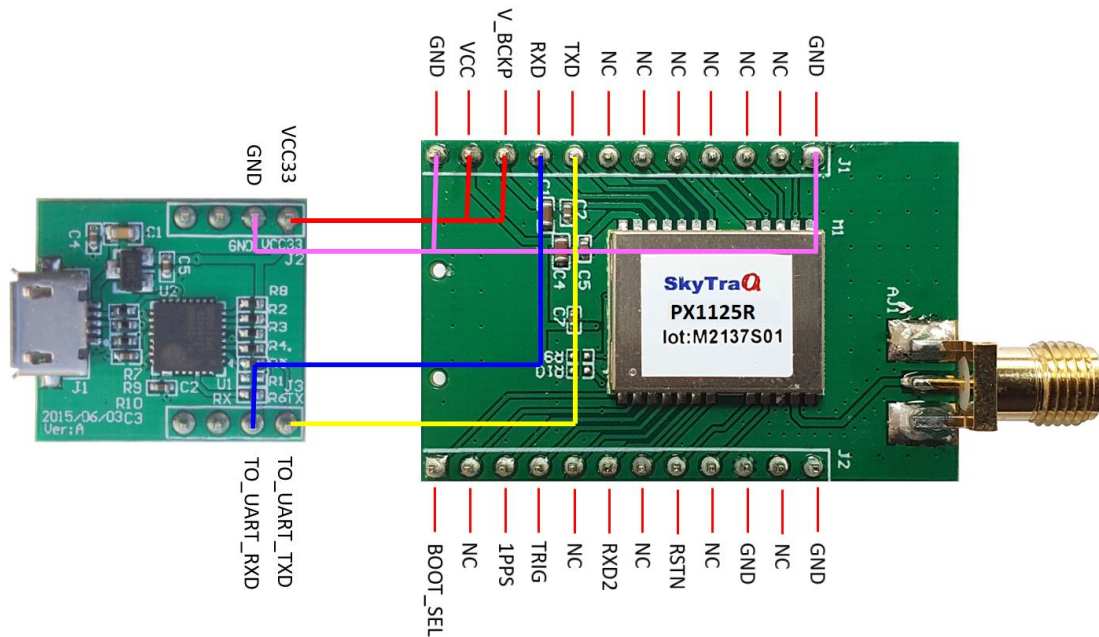 GND
VCC
V_BCKP
RXD
TXD
NC
NC
NC
NC
NC
NC
GND
VCC33
GND
J1
M1
C7
C4
C5
C7
SkyTraQ
PX1125R
lot:M2137S01
R9
R10
AJ1
J2
C4
C1
GND
VCC33
J2
C5
U2
R8
R2
R3
R4
J1
R7
R9
R10
C2
C3
U1
RX
R1
R6
J3
TX
2015/06/03
Ver:A
TO_UART_TXD
TO_UART_RXD
BOOT_SEL
NC
1PPS
TRIG
NC
RXD2
NC
RSTN
NC
GND
NC
GND